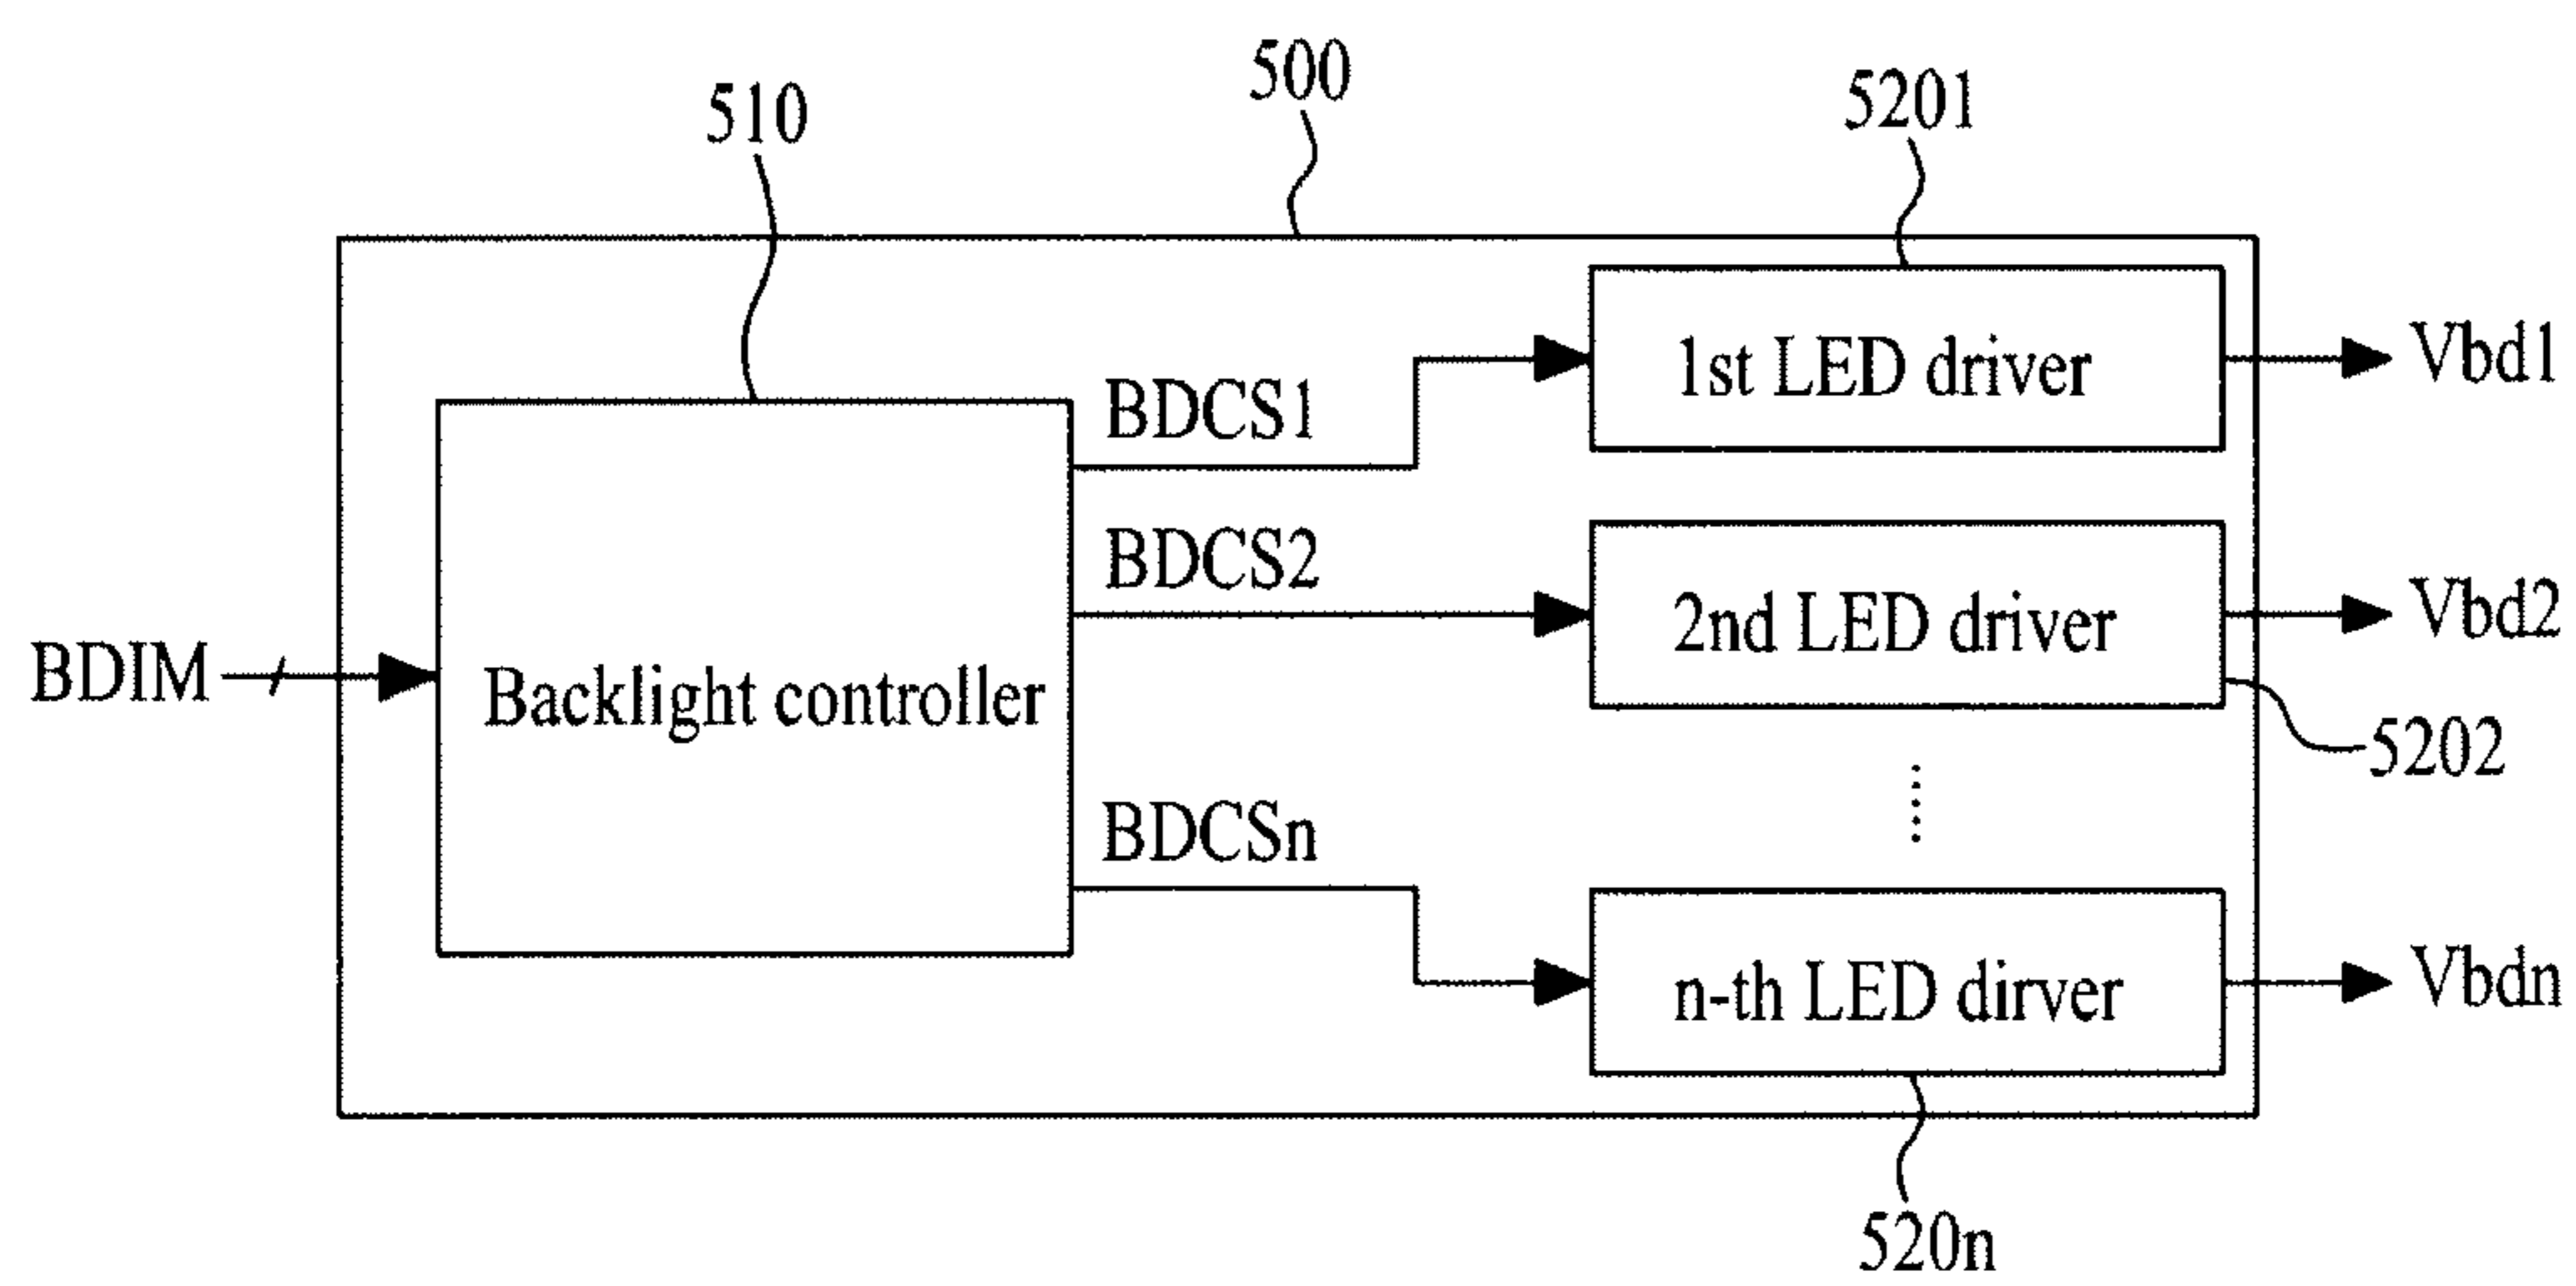 500
510
5201
BDCS1
1st LED driver
Vbd1
BDCS2
2nd LED driver
Vbd2
BDIM
Backlight controller
5202
BDCSn
n-th LED dirver
Vbdn
520n